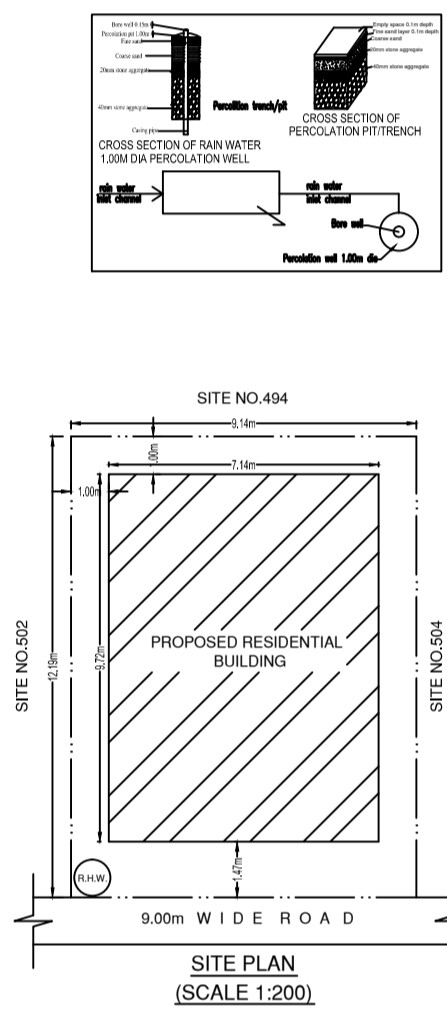 Bore well 0.15m
Percolation pit 1.00m
Fine sand
Coarse sand
20mm stone aggregate
40mm stone aggregate
Casing pipe
CROSS SECTION OF RAIN WATER
1.00M DIA PERCOLATION WELL
Percolition trench/pit
Empty space 0.1m depth
Fine sand layer 0.1m depth
Coarse sand
20mm stone aggregate
40mm stone aggregate
CROSS SECTION OF
PERCOLATION PIT/TRENCH
rain water
inlet channel
rain water
inlet channel
Bore well
Percolation well 1.00m dia
SITE NO.494
9.14m
1.00m
7.14m
1.00m
SITE NO.502
12.19m
9.72m
PROPOSED RESIDENTIAL
BUILDING
SITE NO.504
1.47m
R.H.W.
9.00m WIDE ROAD
SITE PLAN
(SCALE 1:200)